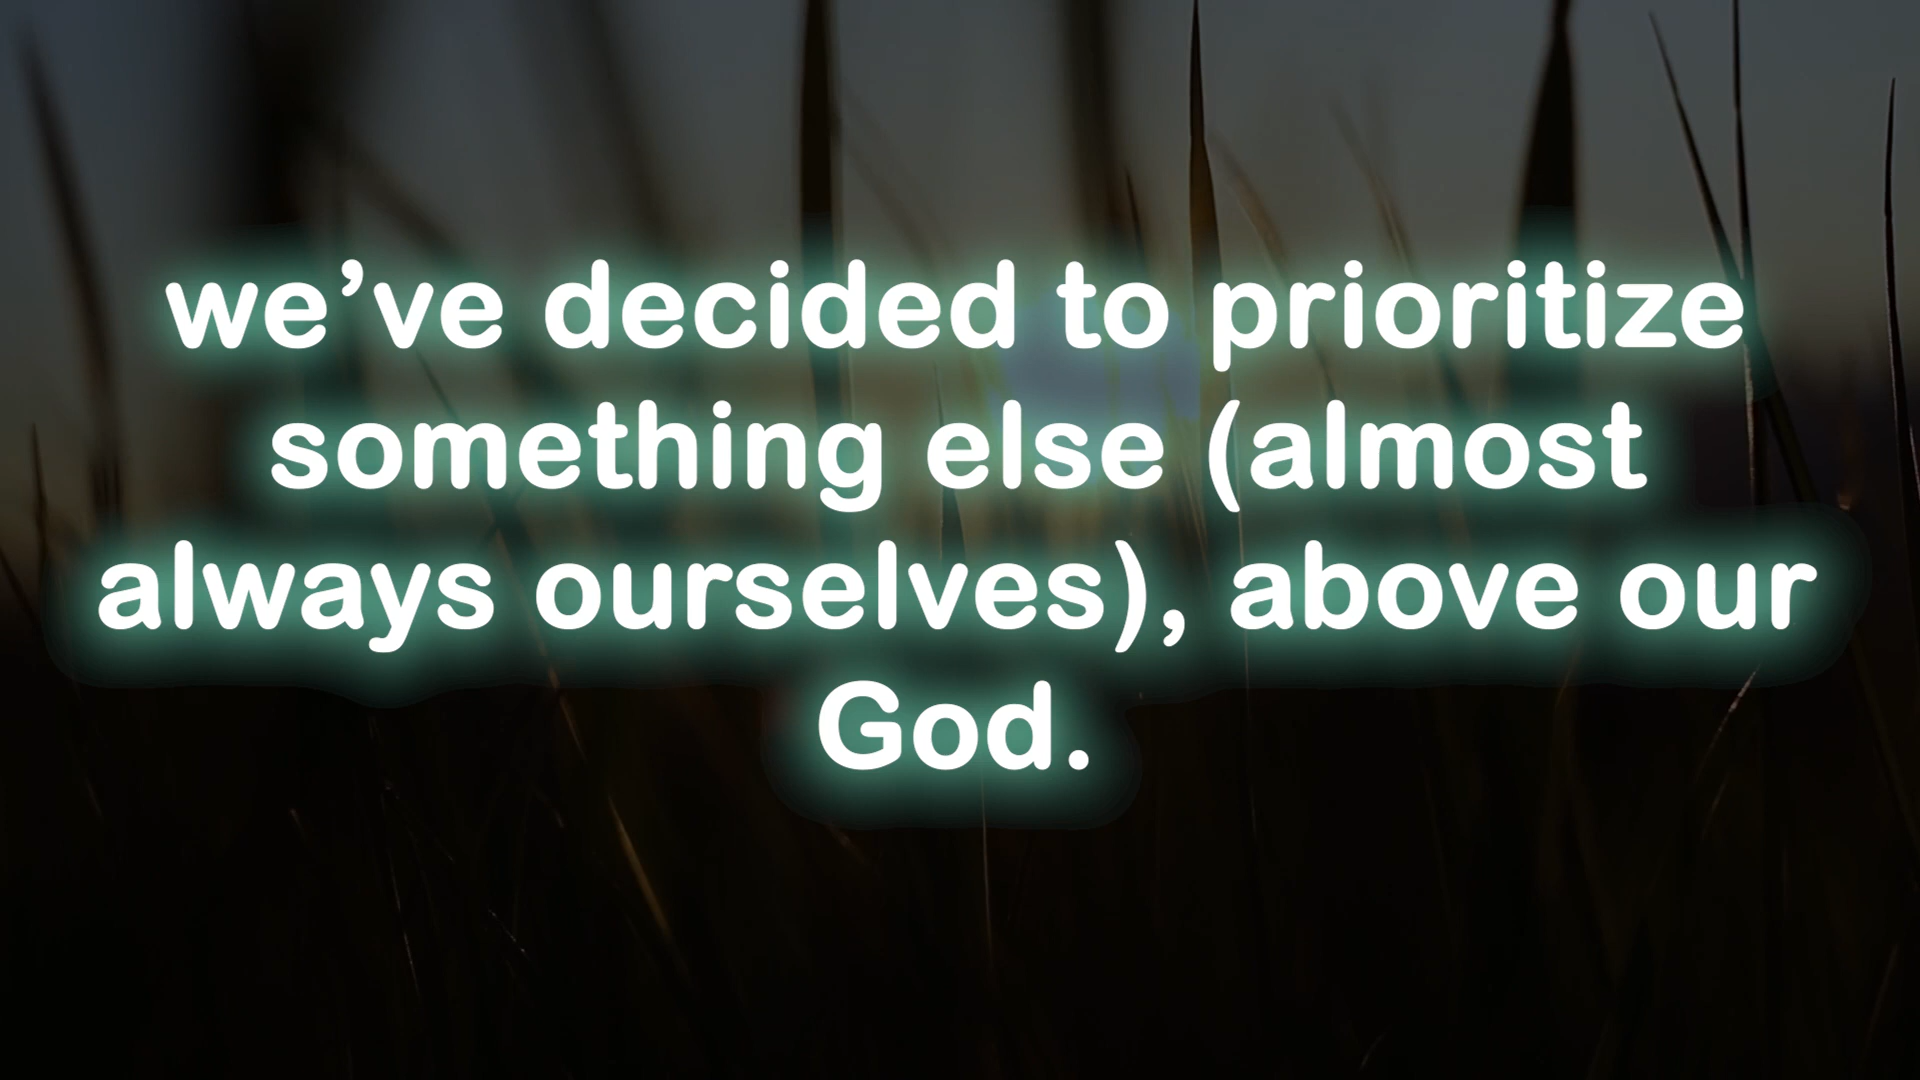 we’ve decided to prioritize
something else (almost
always ourselves), above our
God.